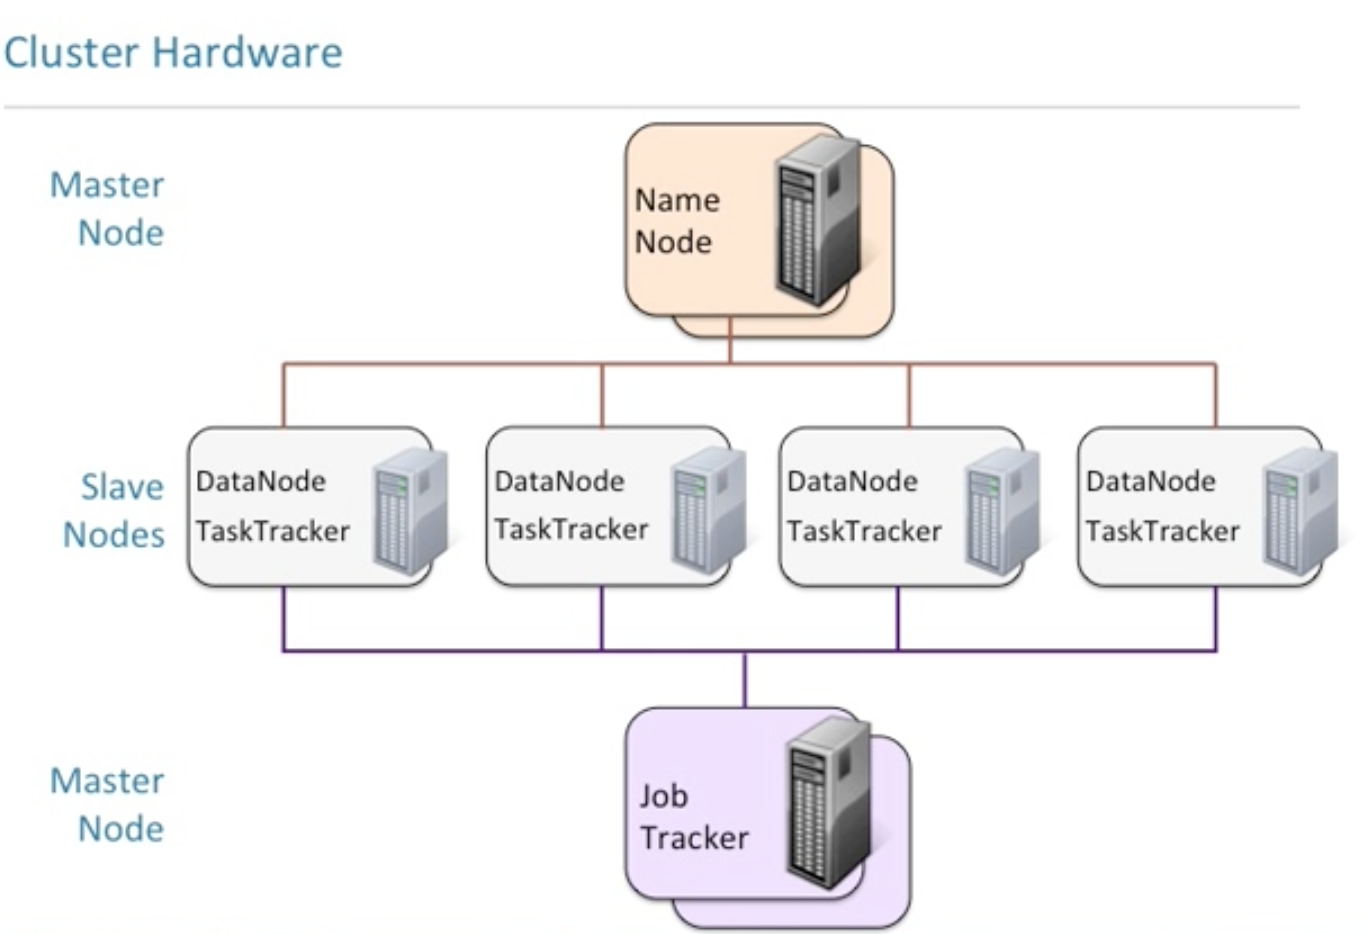 Cluster Hardware
Master
Node
Name
Node
Slave
Nodes
DataNode
TaskTracker
DataNode
TaskTracker
DataNode
TaskTracker
DataNode
TaskTracker
Master
Node
Job
Tracker